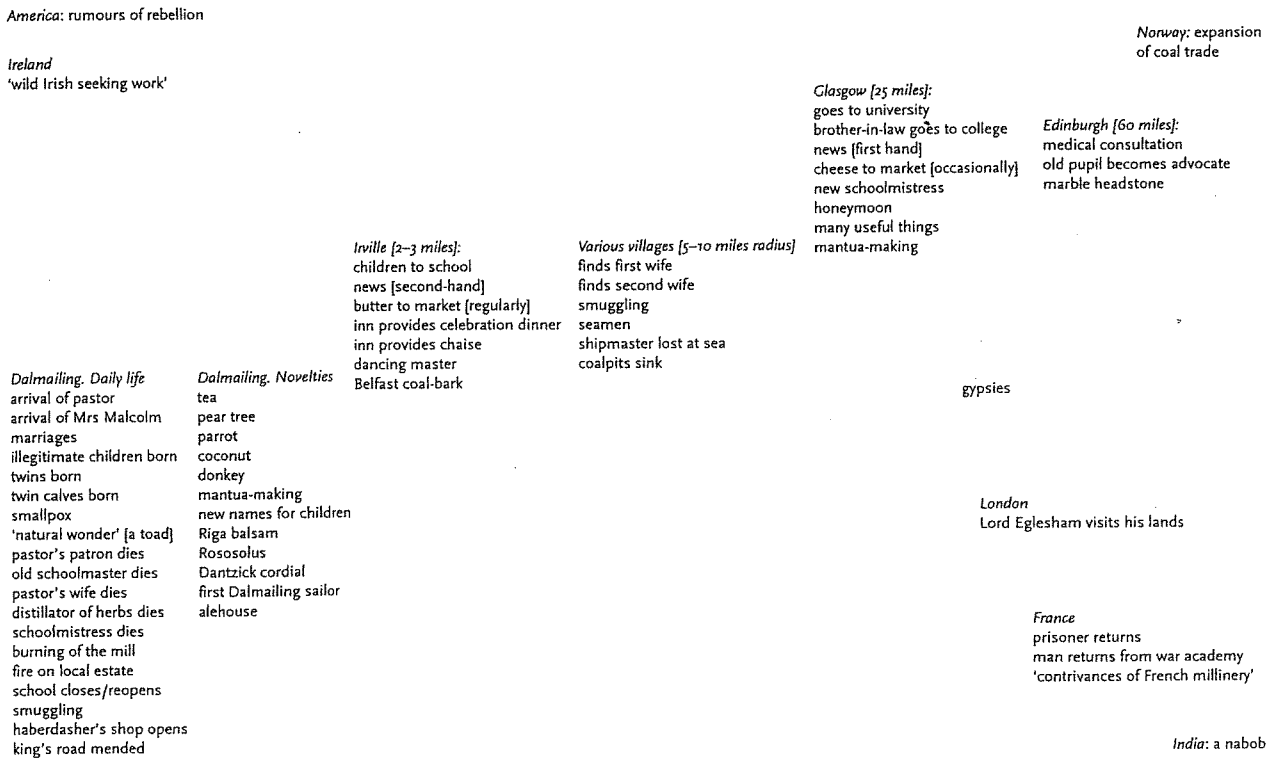 America: rumours of rebellion
Norway: expansion
of coal trade
Ireland
'wild Irish seeking work'
Glasgow [25 miles]:
goes to university
brother-in-law goes to college
news [first hand]
cheese to market [occasionally]
new schoolmistress
honeymoon
many useful things
mantua-making
Edinburgh [60 miles]:
medical consultation
old pupil becomes advocate
marble headstone
Irville [2–3 miles]:
children to school
news [second-hand]
butter to market [regularly]
inn provides celebration dinner
inn provides chaise
dancing master
Belfast coal-bark
Various villages [5–10 miles radius]
finds first wife
finds second wife
smuggling
seamen
shipmaster lost at sea
coalpits sink
Dalmailing. Daily life
arrival of pastor
arrival of Mrs Malcolm
marriages
illegitimate children born
twins born
twin calves born
smallpox
'natural wonder' [a toad]
pastor's patron dies
old schoolmaster dies
pastor's wife dies
distillator of herbs dies
schoolmistress dies
burning of the mill
fire on local estate
school closes/reopens
smuggling
haberdasher's shop opens
king's road mended
Dalmailing. Novelties
tea
pear tree
parrot
coconut
donkey
mantua-making
new names for children
Riga balsam
Rososolus
Dantzick cordial
first Dalmailing sailor
alehouse
gypsies
London
Lord Eglesham visits his lands
France
prisoner returns
man returns from war academy
'contrivances of French millinery'
India: a nabob